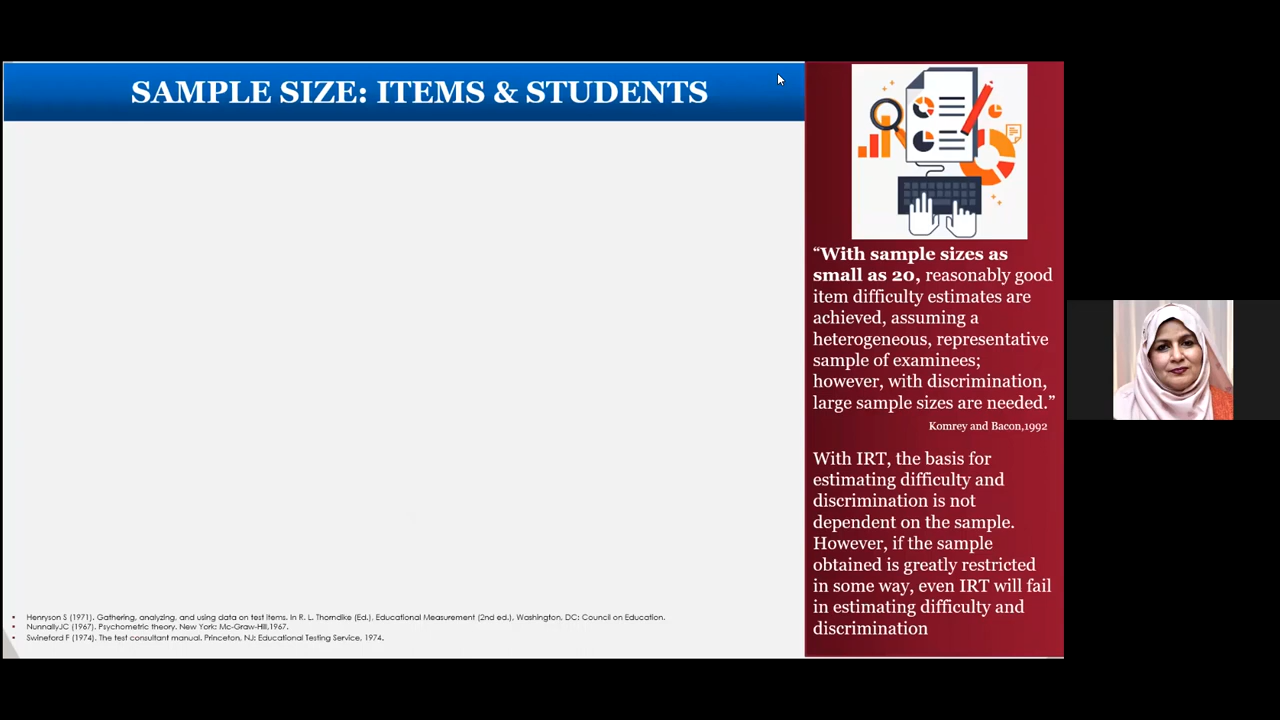 SAMPLE SIZE: ITEMS & STUDENTS
“With sample sizes as
small as 20, reasonably good
item difficulty estimates are
achieved, assuming a
heterogeneous, representative
sample of examinees;
however, with discrimination,
large sample sizes are needed.”
Komrey and Bacon,1992
With IRT, the basis for
estimating difficulty and
discrimination is not
dependent on the sample.
However, if the sample
obtained is greatly restricted
in some way, even IRT will fail
in estimating difficulty and
discrimination
• Henryson S (1971). Gathering, analyzing, and using data on test items. In R. L. Thorndike (Ed.), Educational Measurement (2nd ed.), Washington, DC: Council on Education.
• NunnallyJC (1967). Psychometric theory. New York: Mc-Graw-Hill,1967.
• Swineford F (1974). The test consultant manual. Princeton, NJ: Educational Testing Service, 1974.